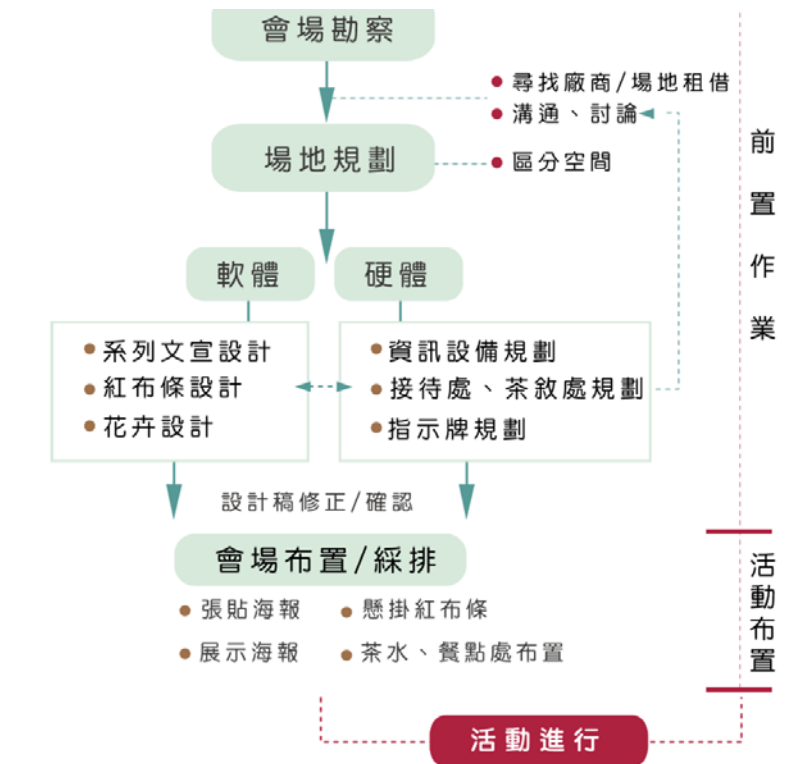 會場勘察
尋找廠商/場地租借
溝通、討論
場地規劃
區分空間
前置作業
軟體
硬體
系列文宣設計
紅布條設計
花卉設計
資訊設備規劃
接待處、茶敘處規劃
指示牌規劃
設計稿修正/確認
會場布置/綵排
張貼海報
懸掛紅布條
展示海報
茶水、餐點處布置
活動布置
活動進行